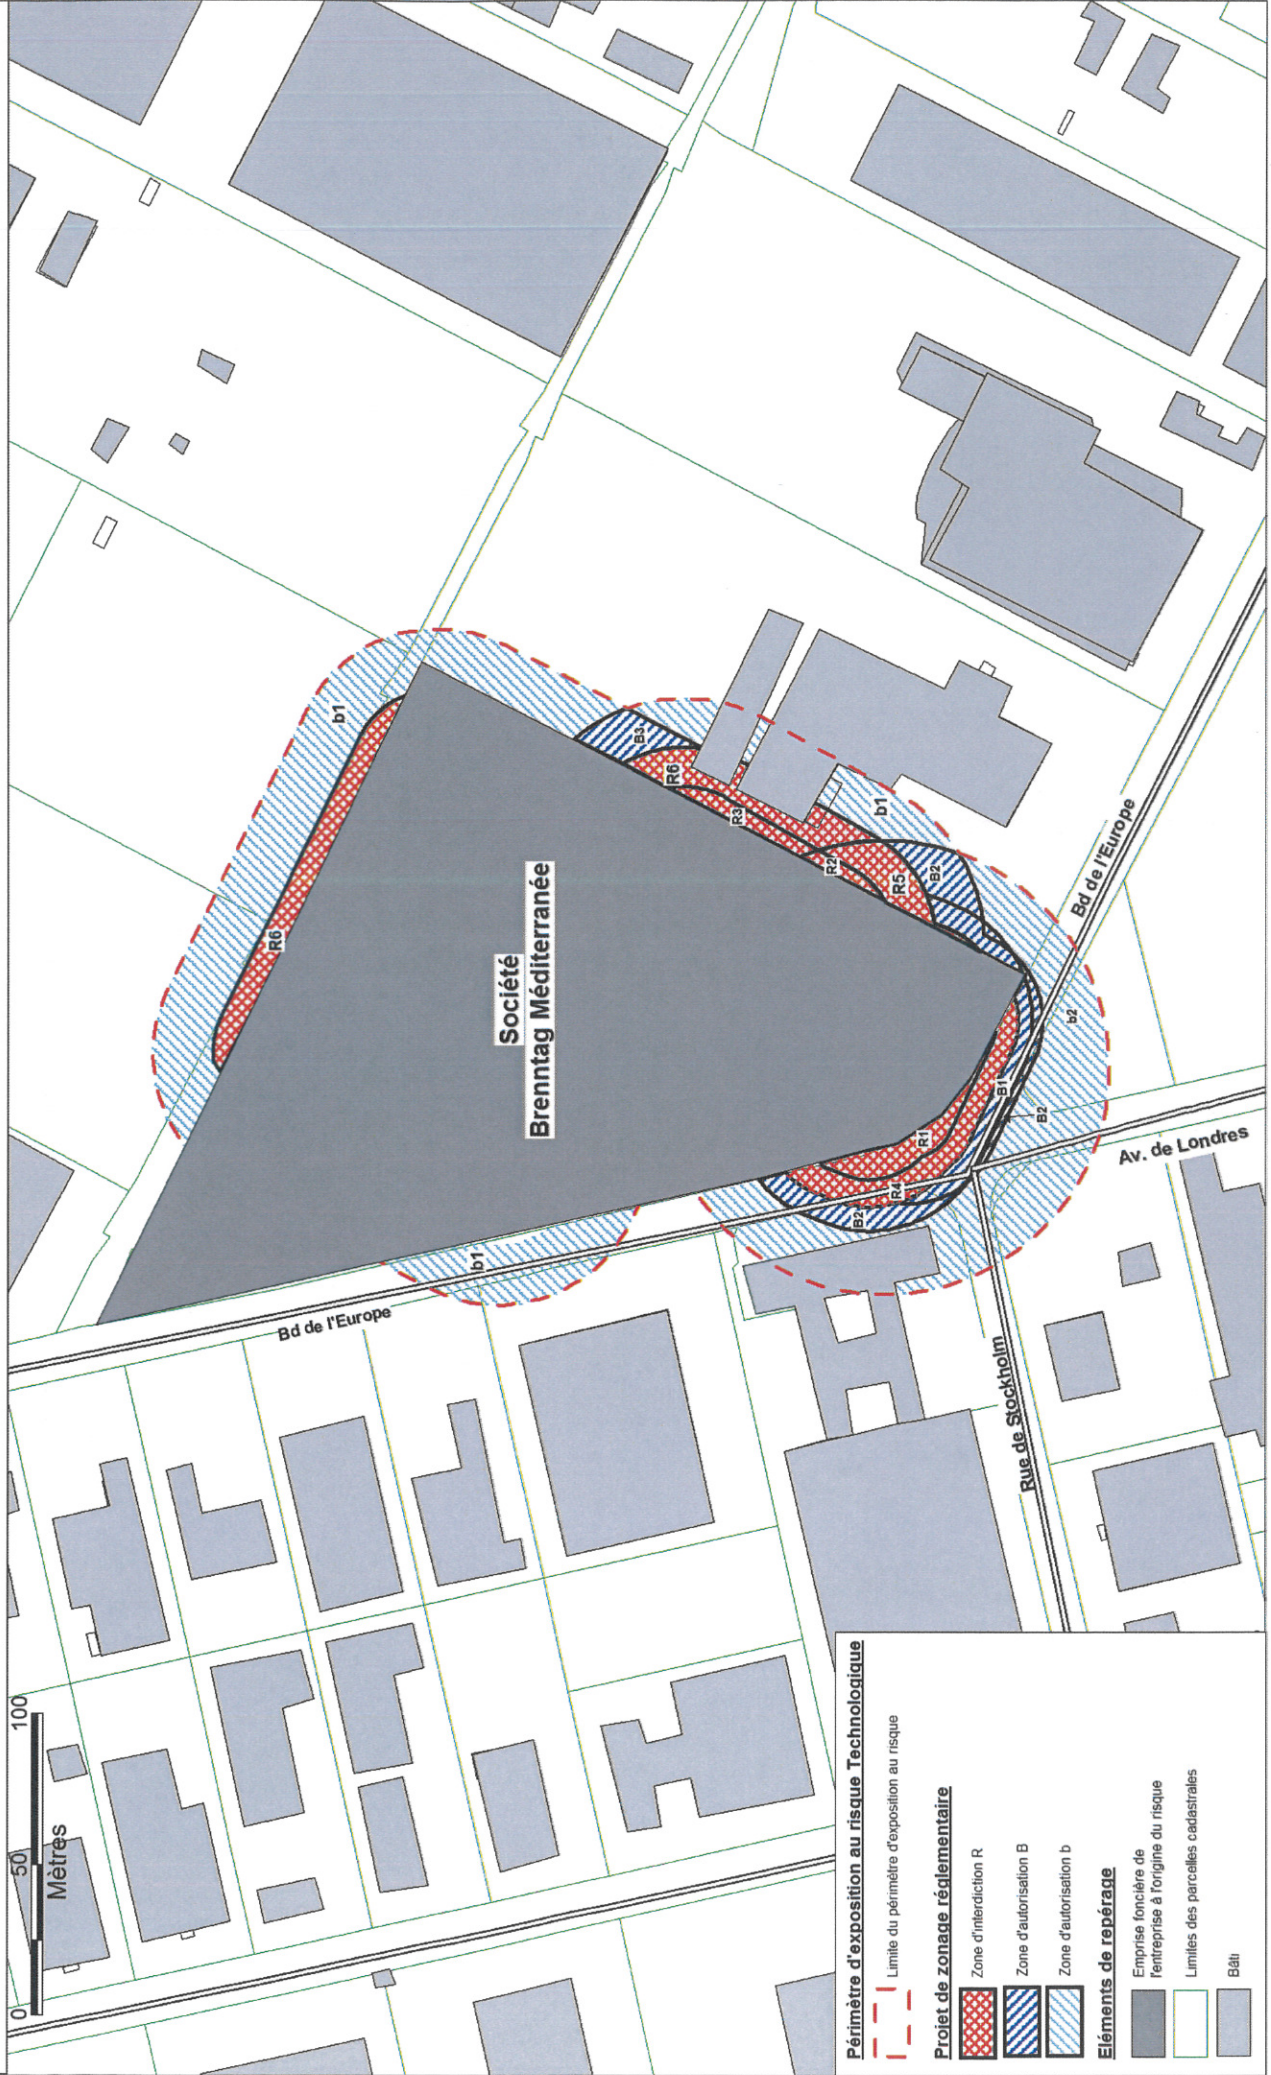 0 50 100
Mètres
Bd de l'Europe
b1
R6
b1
Société
Brenntag Méditerranée
B3
R6
R3
R2
R5
B2
b1
R1
R4
B2
B1
B2
b2
Bd de l'Europe
Av. de Londres
Rue de Stockholm
Périmètre d'exposition au risque Technologique
Limite du périmètre d'exposition au risque
Projet de zonage réglementaire
Zone d'interdiction R
Zone d'autorisation B
Zone d'autorisation b
Eléments de repérage
Emprise foncière de
l'entreprise à l'origine du risque
Limites des parcelles cadastrales
Bâti